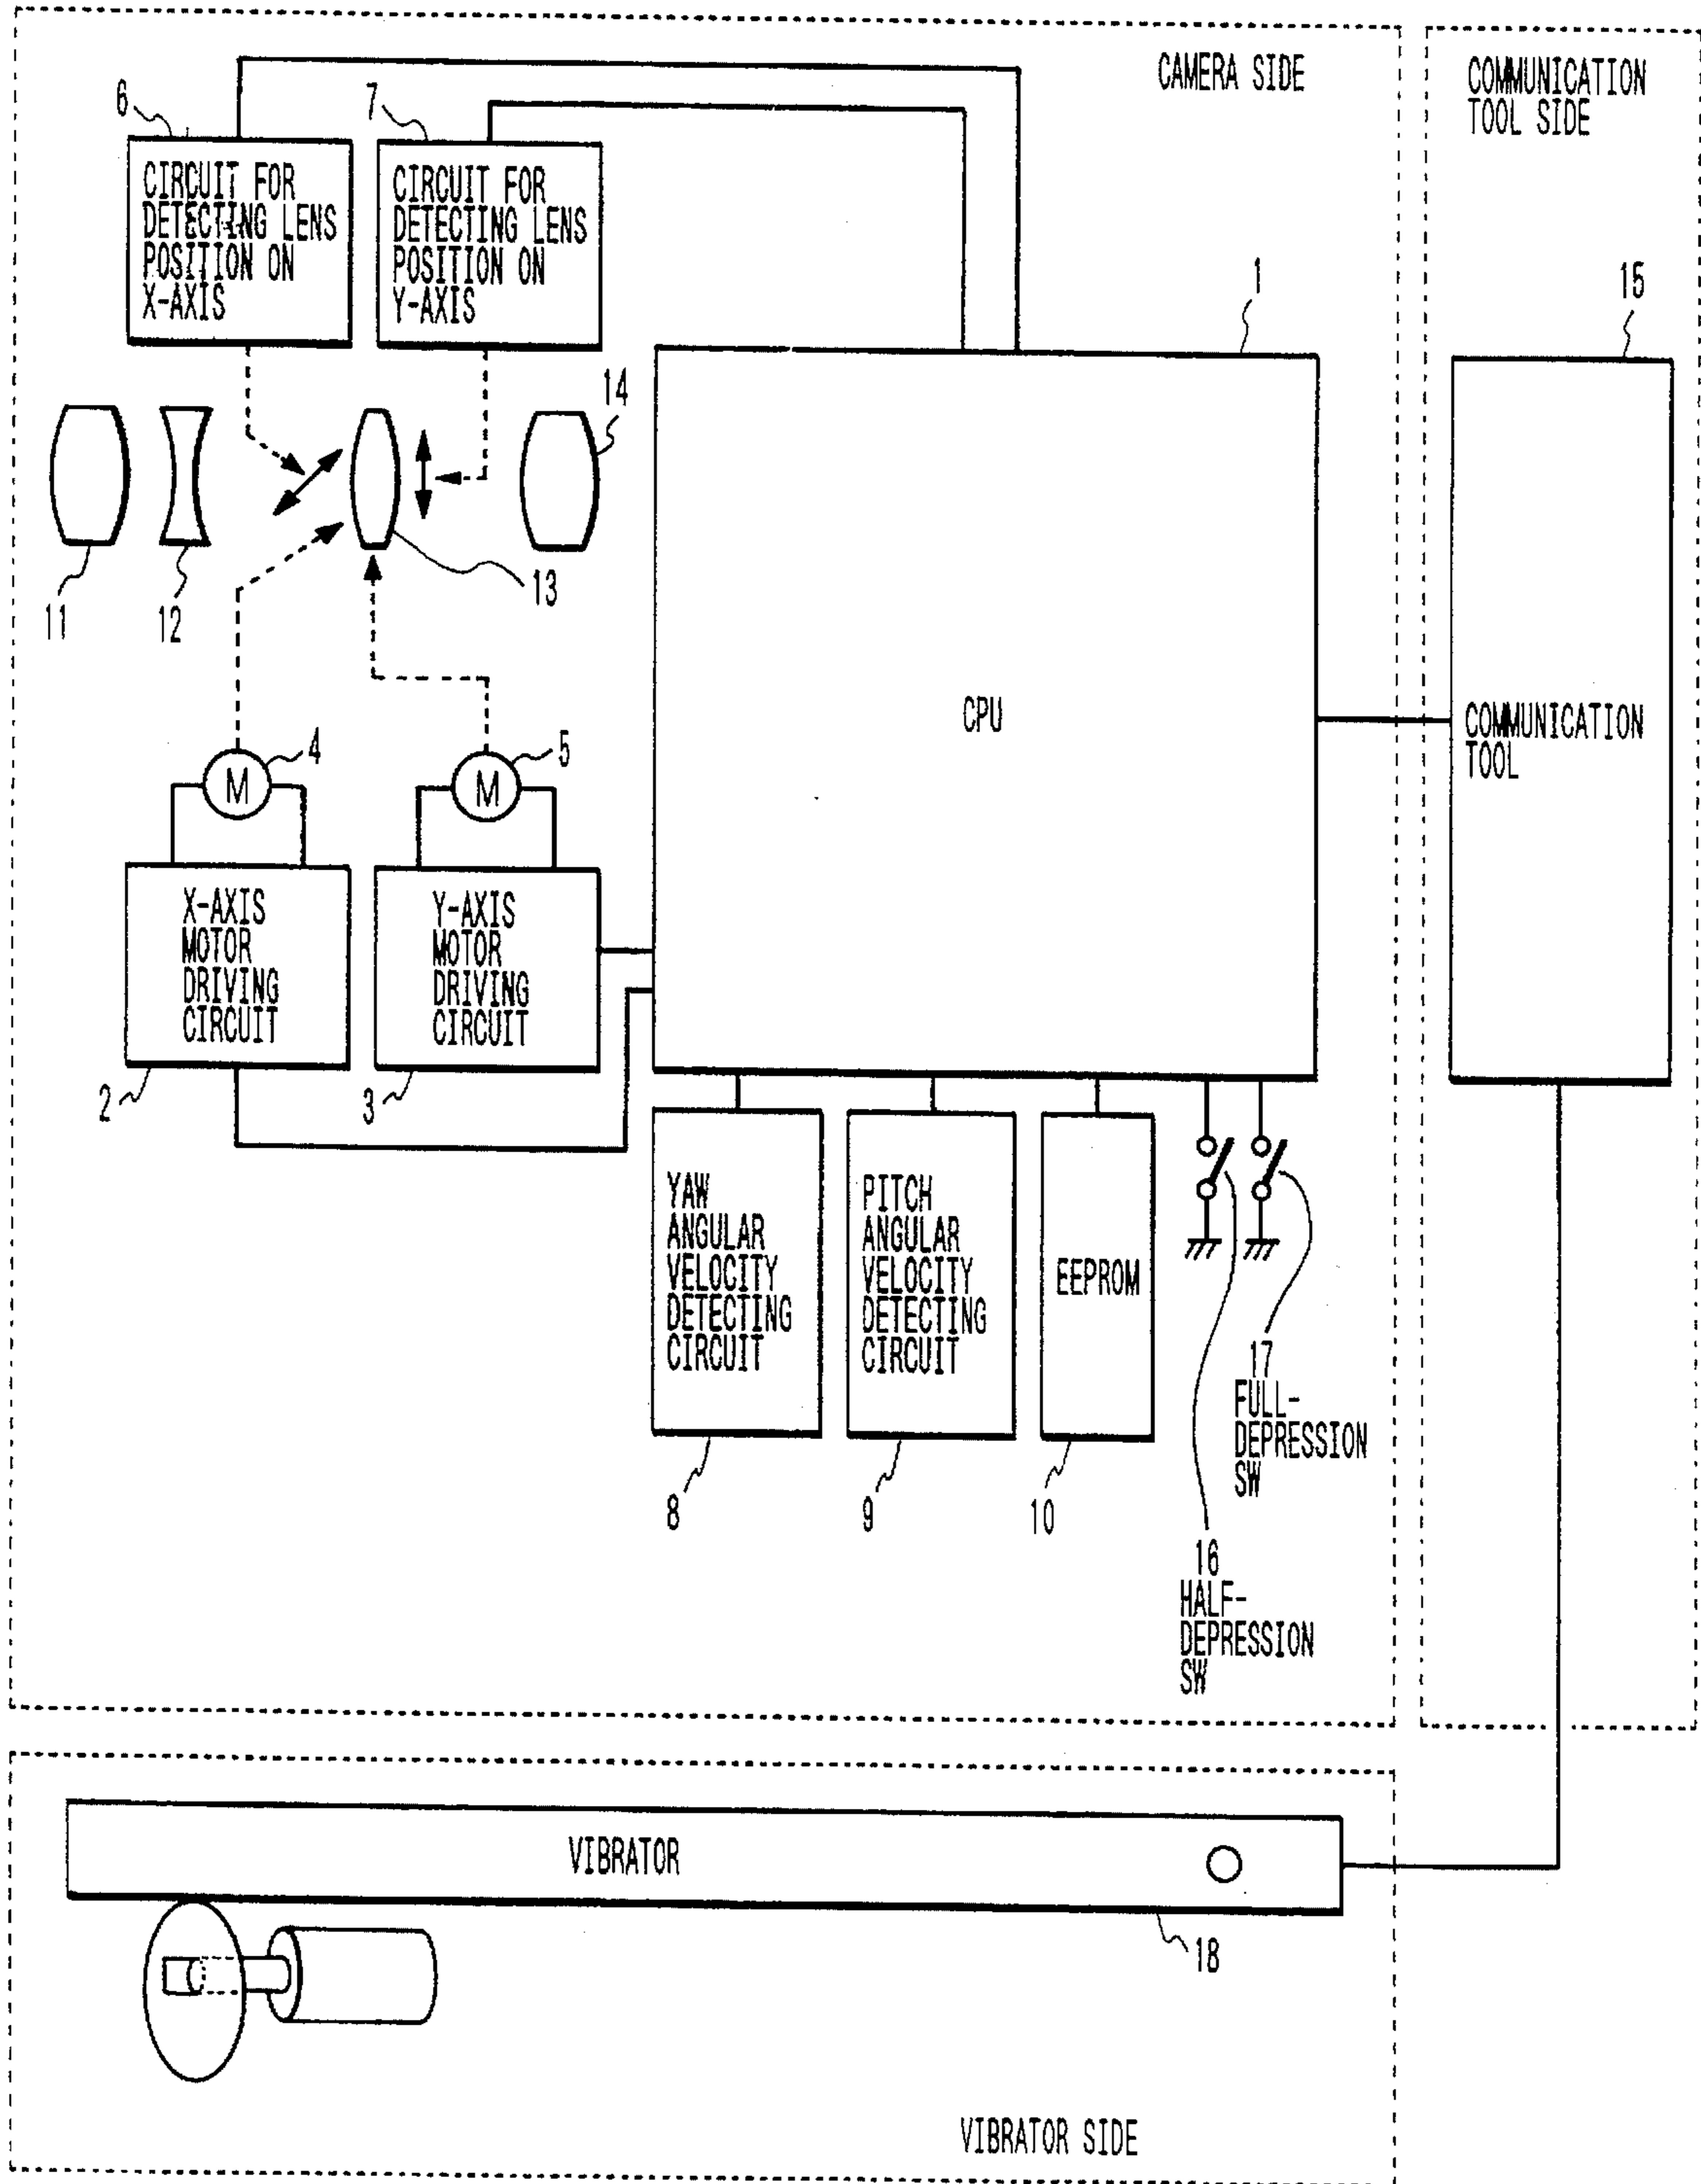 CAMERA SIDE
COMMUNICATION
TOOL SIDE
6
7
CIRCUIT FOR
DETECTING LENS
POSITION ON
X-AXIS
CIRCUIT FOR
DETECTING LENS
POSITION ON
Y-AXIS
1
15
14
11
12
13
CPU
COMMUNICATION
TOOL
4
M
5
M
X-AXIS
MOTOR
DRIVING
CIRCUIT
Y-AXIS
MOTOR
DRIVING
CIRCUIT
2
3
YAW
ANGULAR
VELOCITY
DETECTING
CIRCUIT
PITCH
ANGULAR
VELOCITY
DETECTING
CIRCUIT
EEPROM
8
9
10
17
FULL-
DEPRESSION
SW
16
HALF-
DEPRESSION
SW
VIBRATOR
18
VIBRATOR SIDE